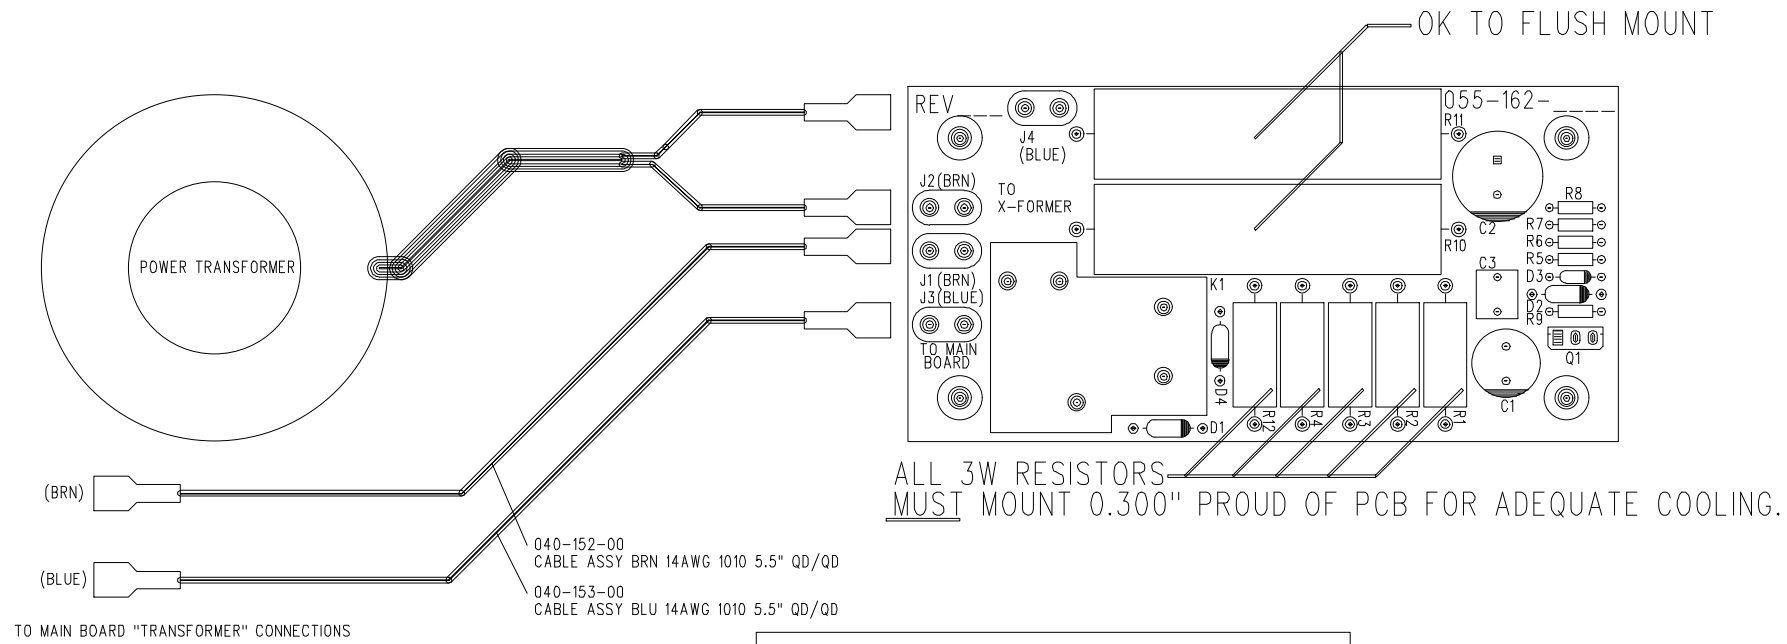 OK TO FLUSH MOUNT
REV____
055-162-____
J4
(BLUE)
R11
J2(BRN)
TO
X-FORMER
R8
R7
R6
R5
C2
R10
POWER TRANSFORMER
J1(BRN)
J3(BLUE)
K1
C3
D3
D2
R9
TO MAIN
BOARD
Q1
D4
C1
D1
R12
R4
R3
R2
R1
ALL 3W RESISTORS
MUST MOUNT 0.300" PROUD OF PCB FOR ADEQUATE COOLING.
(BRN)
040-152-00
CABLE ASSY BRN 14AWG 1010 5.5" QD/QD
(BLUE)
040-153-00
CABLE ASSY BLU 14AWG 1010 5.5" QD/QD
TO MAIN BOARD "TRANSFORMER" CONNECTIONS